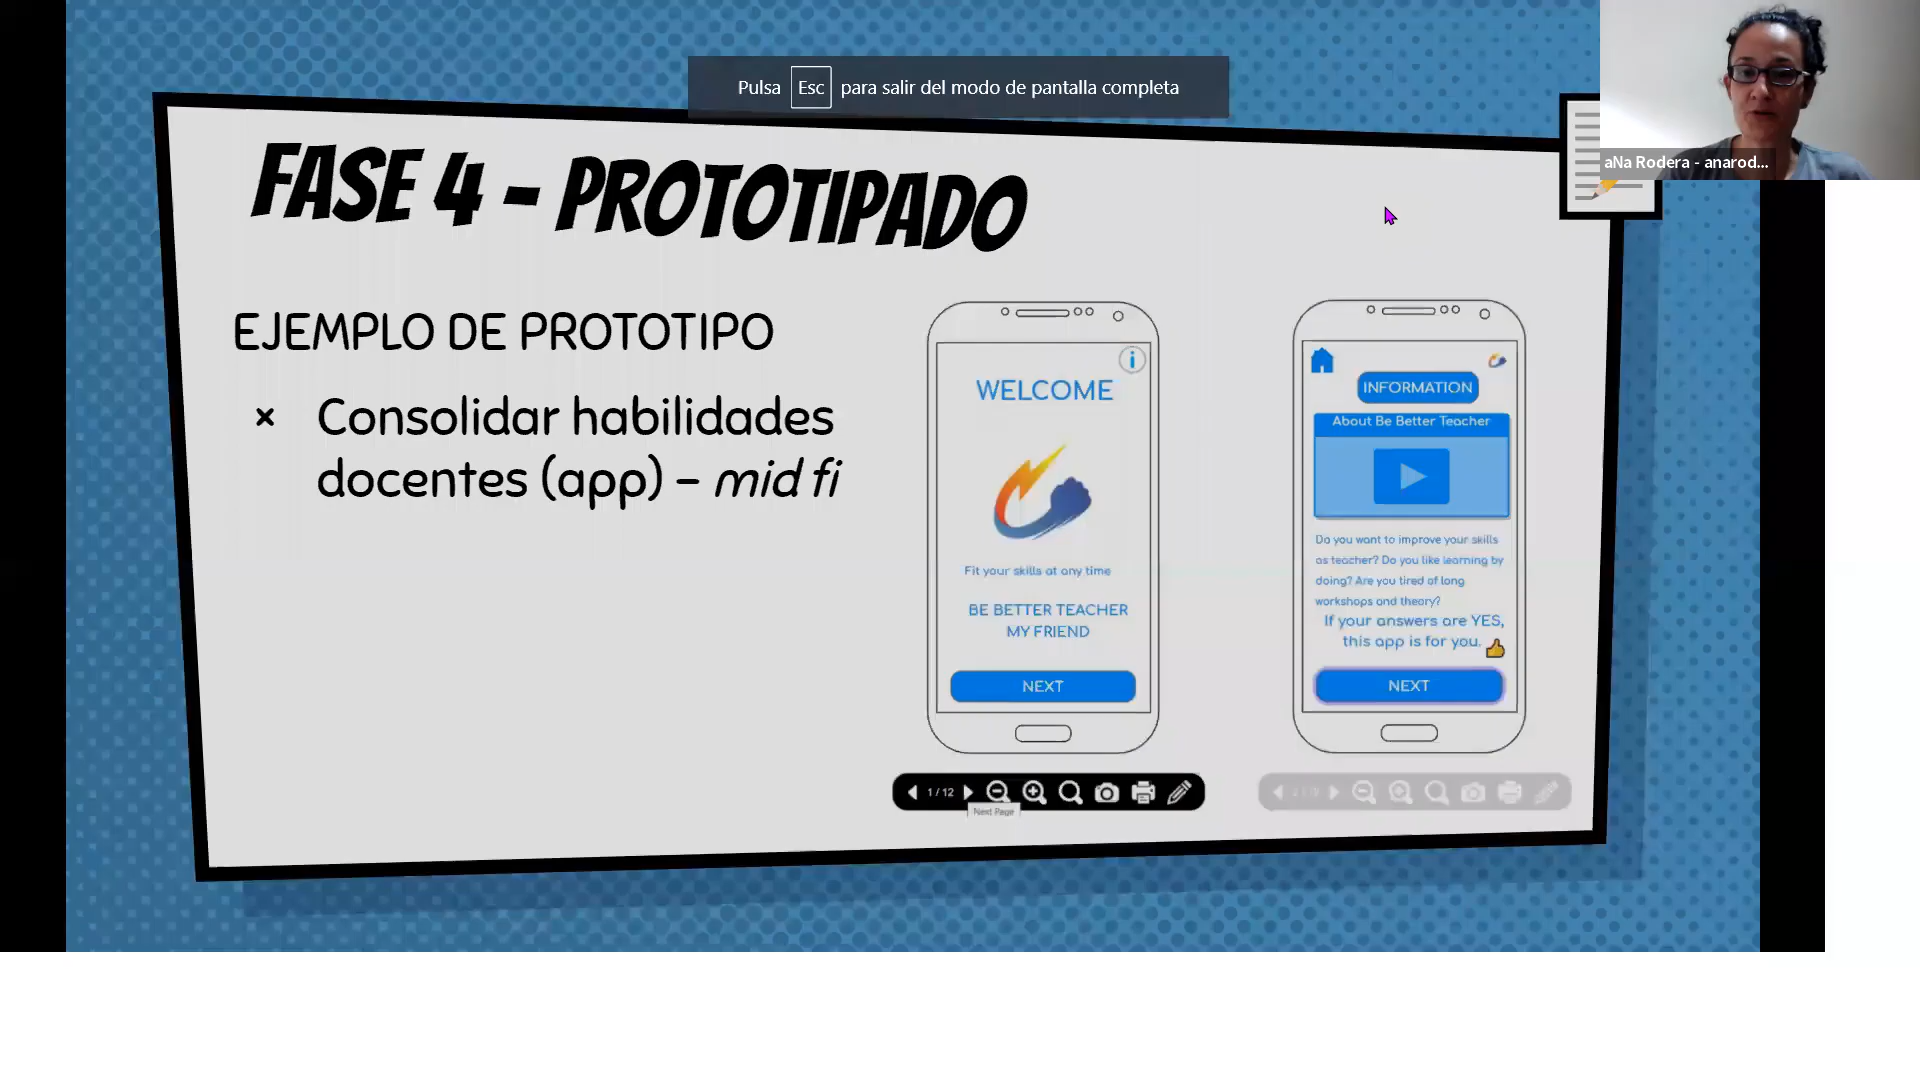 Pulsa Esc para salir del modo de pantalla completa
aNa Rodera - anarod...
FASE 4 - PROTOTIPADO
EJEMPLO DE PROTOTIPO
× Consolidar habilidades
docentes (app) – mid fi
WELCOME
Fit your skills at any time
BE BETTER TEACHER
MY FRIEND
NEXT
1 / 12
Next Page
INFORMATION
About Be Better Teacher
Do you want to improve your skills
as teacher? Do you like learning by
doing? Are you tired of long
workshops and theory?
If your answers are YES,
this app is for you.
NEXT